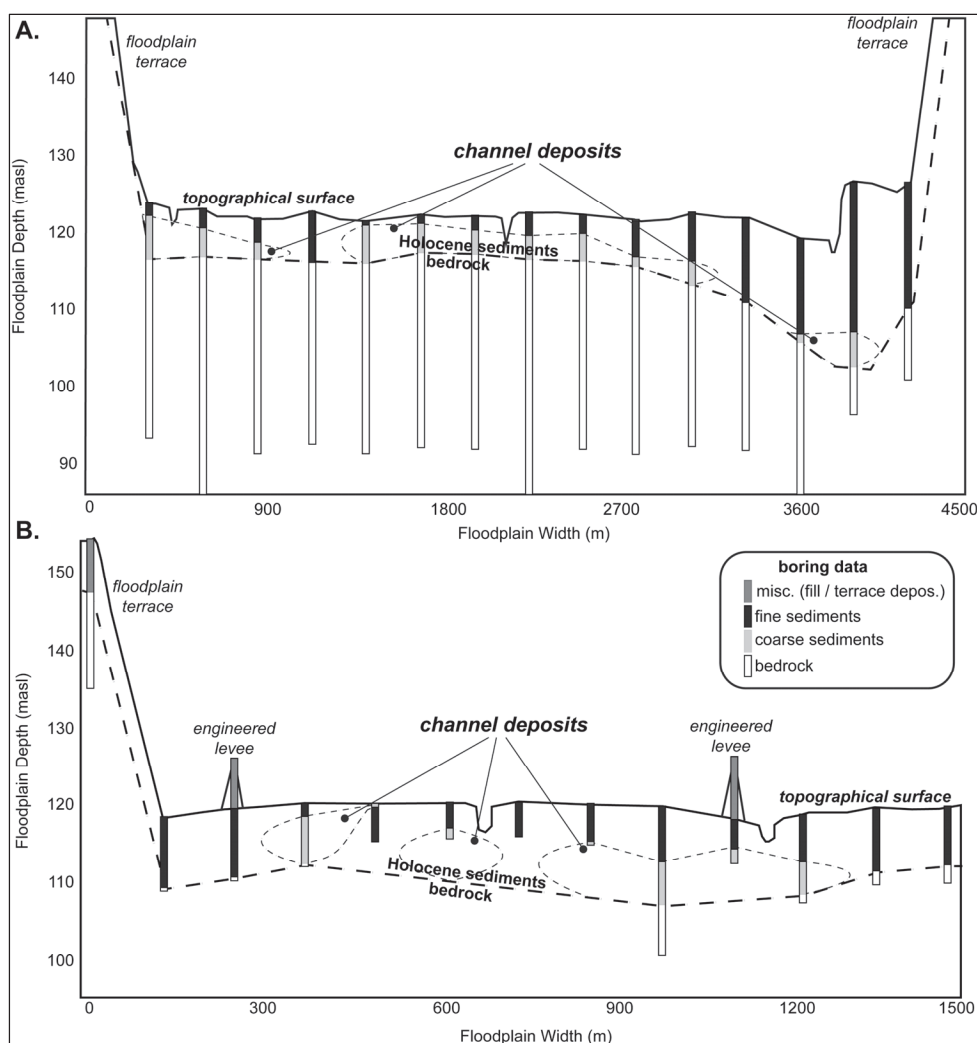 A.
floodplain
terrace
floodplain
terrace
140
130
120
110
100
90
Floodplain Depth (masl)
channel deposits
topographical surface
Holocene sediments
bedrock
0
900
1800
2700
3600
4500
Floodplain Width (m)
B.
150
140
130
120
110
100
Floodplain Depth (masl)
floodplain
terrace
boring data
misc. (fill / terrace depos.)
fine sediments
coarse sediments
bedrock
engineered
levee
channel deposits
engineered
levee
topographical surface
Holocene sediments
bedrock
0
300
600
900
1200
1500
Floodplain Width (m)